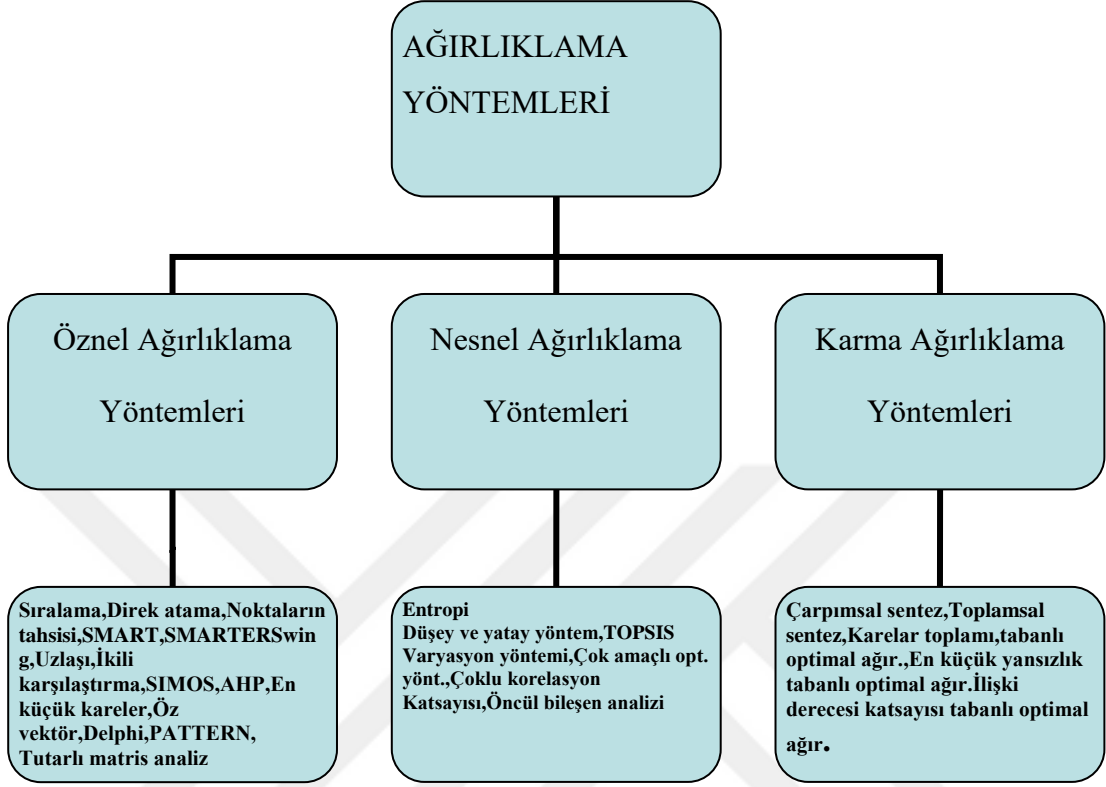 AĞIRLIKLAMA
YÖNTEMLERİ
Öznel Ağırlıklama
Yöntemleri
Nesnel Ağırlıklama
Yöntemleri
Karma Ağırlıklama
Yöntemleri
Sıralama,Direk atama,Noktaların
tahsisi,SMART,SMARTERSwin
g,Uzlaşı,İkili
karşılaştırma,SIMOS,AHP,En
küçük kareler,Öz
vektör,Delphi,PATTERN,
Tutarlı matris analiz
Entropi
Düşey ve yatay yöntem,TOPSIS
Varyasyon yöntemi,Çok amaçlı opt.
yönt.,Çoklu korelasyon
Katsayısı,Öncül bileşen analizi
Çarpımsal sentez,Toplamsal
sentez,Karelar toplamı,tabanlı
optimal ağır.,En küçük yansızlık
tabanlı optimal ağır.İlişki
derecesi katsayısı tabanlı optimal
ağır.